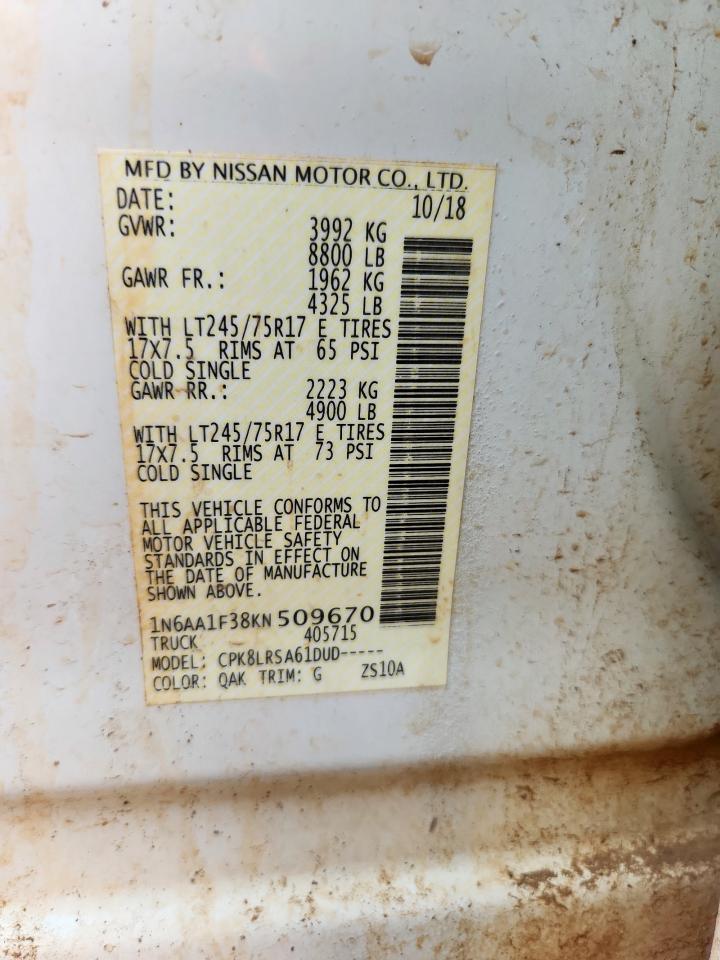 MFD BY NISSAN MOTOR CO., LTD.
DATE: 10/18
GVWR: 3992 KG
8800 LB
GAWR FR.: 1962 KG
4325 LB
WITH LT245/75R17 E TIRES
17X7.5 RIMS AT 65 PSI
COLD SINGLE
GAWR RR.: 2223 KG
4900 LB
WITH LT245/75R17 E TIRES
17X7.5 RIMS AT 73 PSI
COLD SINGLE
THIS VEHICLE CONFORMS TO
ALL APPLICABLE FEDERAL
MOTOR VEHICLE SAFETY
STANDARDS IN EFFECT ON
THE DATE OF MANUFACTURE
SHOWN ABOVE.
1N6AA1F38KN509670
TRUCK 405715
MODEL: CPK8LRSA61DUD-----
COLOR: QAK TRIM: G ZS10A